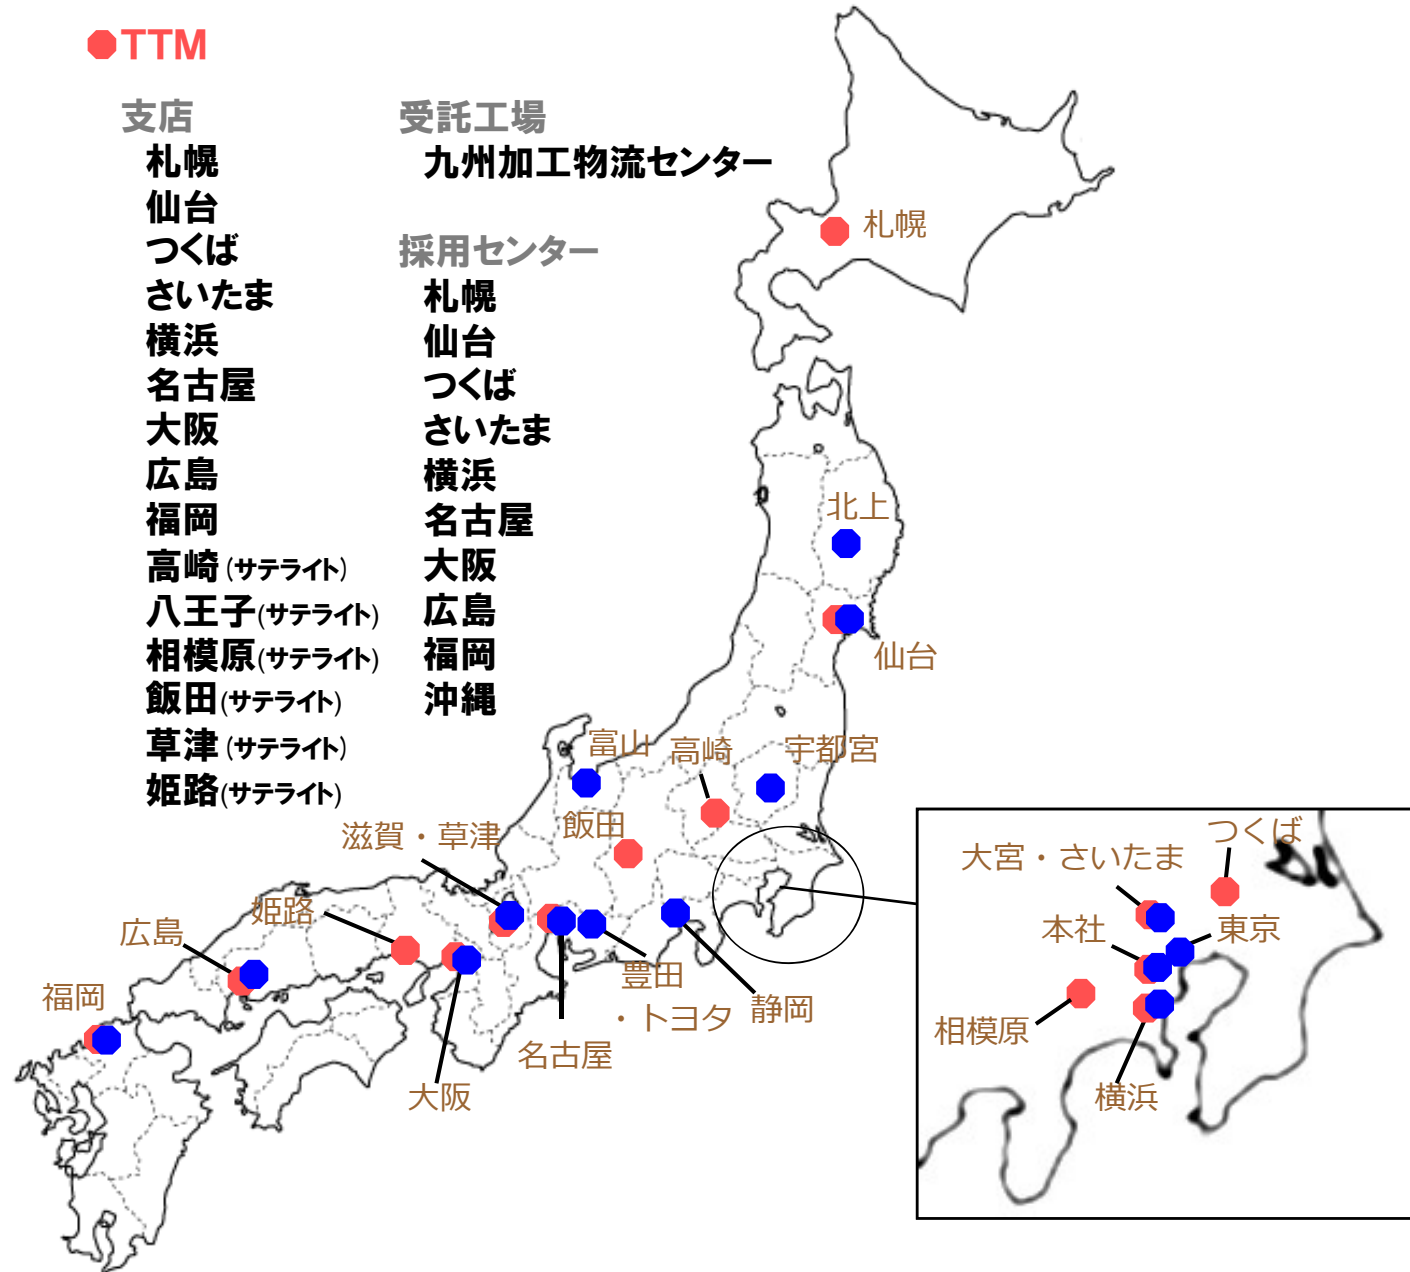 TTM
支店
札幌
仙台
つくば
さいたま
横浜
名古屋
大阪
広島
福岡
高崎(サテライト)
八王子(サテライト)
相模原(サテライト)
飯田(サテライト)
草津(サテライト)
姫路(サテライト)
受託工場
九州加工物流センター
採用センター
札幌
仙台
つくば
さいたま
横浜
名古屋
大阪
広島
福岡
沖縄
札幌
北上
仙台
富山
高崎
宇都宮
飯田
滋賀・草津
姫路
広島
福岡
豊田
・トヨタ
静岡
名古屋
大阪
つくば
大宮・さいたま
本社
東京
相模原
横浜